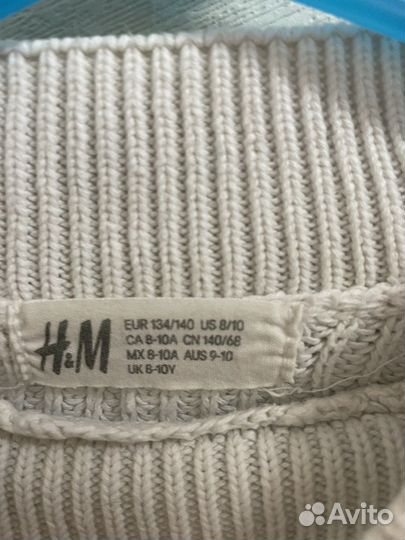 H&M
EUR 134/140 US 8/10
CA 8-10A CN 140/68
MX 8-10A AUS 9-10
UK 8-10Y
Avito